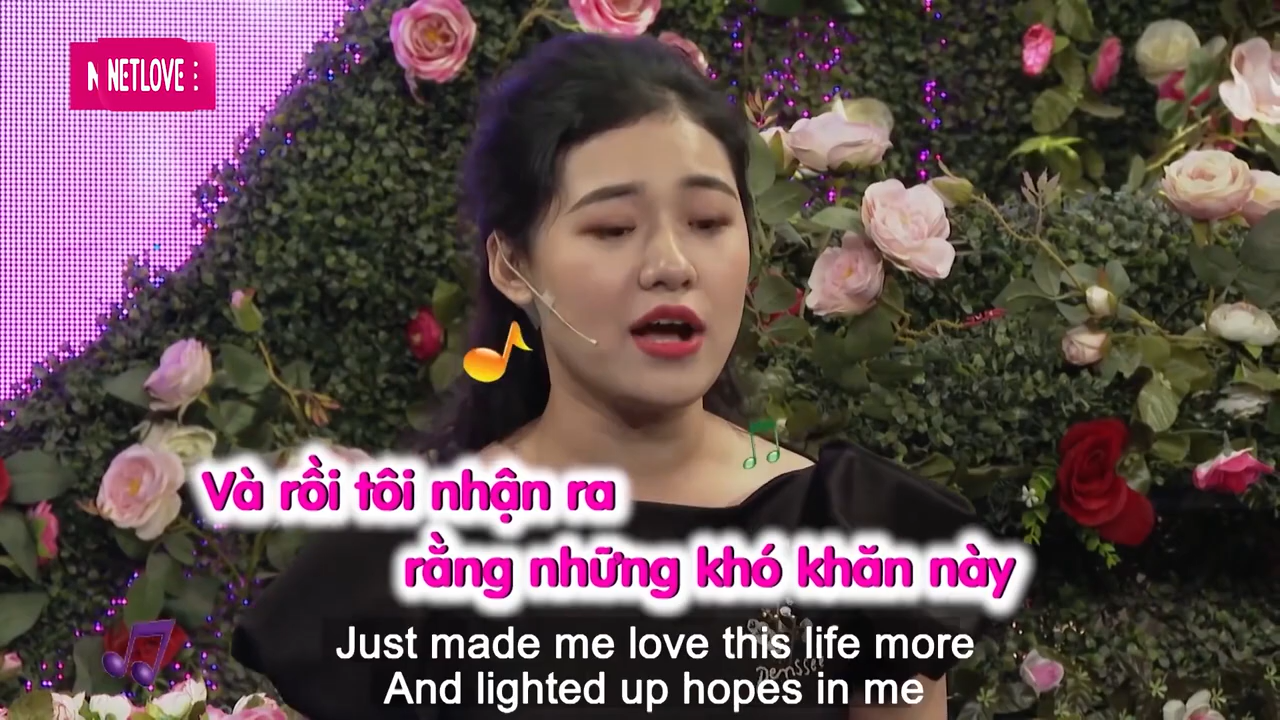 N NETLOVE :
Và rồi tôi nhận ra
rằng những khó khăn này
Just made me love this life more
And lighted up hopes in me